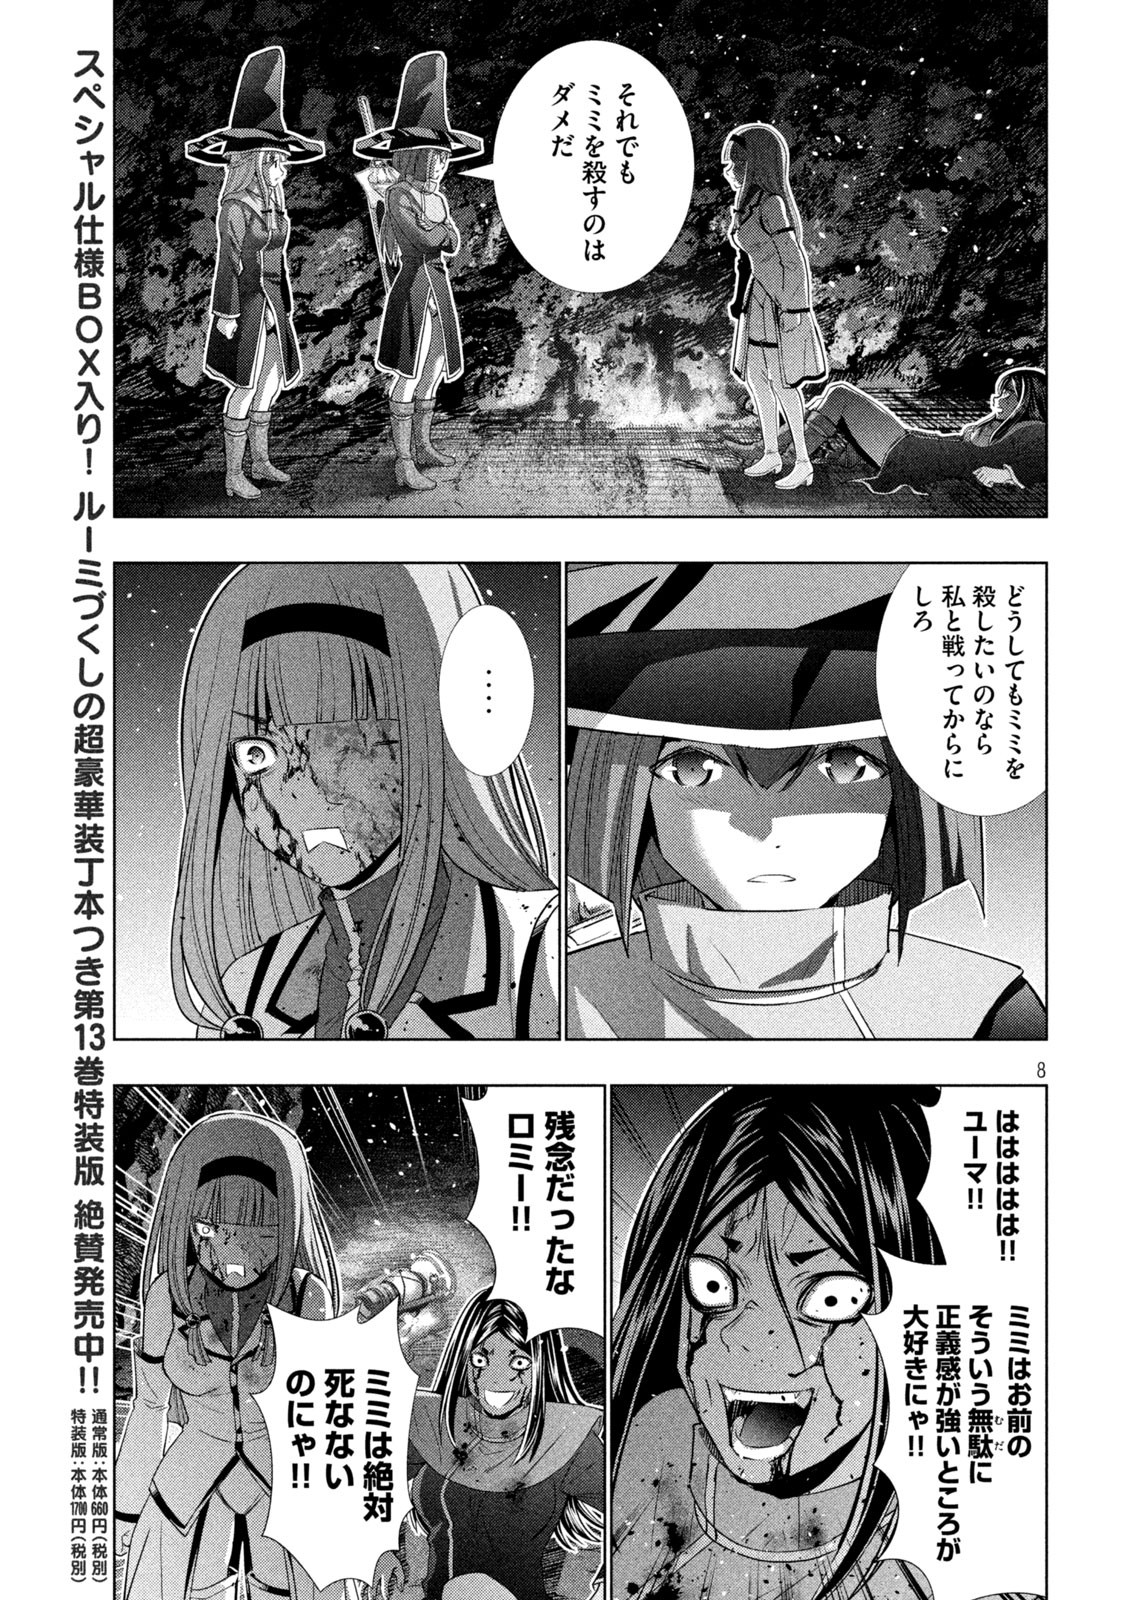 それでも
ミミを殺すのは
ダメだ
どうしてもミミを
殺したいのなら
私と戦ってからに
しろ
‥‥
8
ははははは!!
ユーマ!!
ミミはお前の
そういう無駄に
むだ
正義感が強いところが
大好きにゃ!!
残念だったな
ロミー!!
ミミは絶対
死なない
のにゃ!!
スペシャル仕様BOX入り! ルーミづくしの超豪華装丁本つき第13巻特装版 絶賛発売中!!
通常版:本体660円(税別)
特装版:本体1700円(税別)